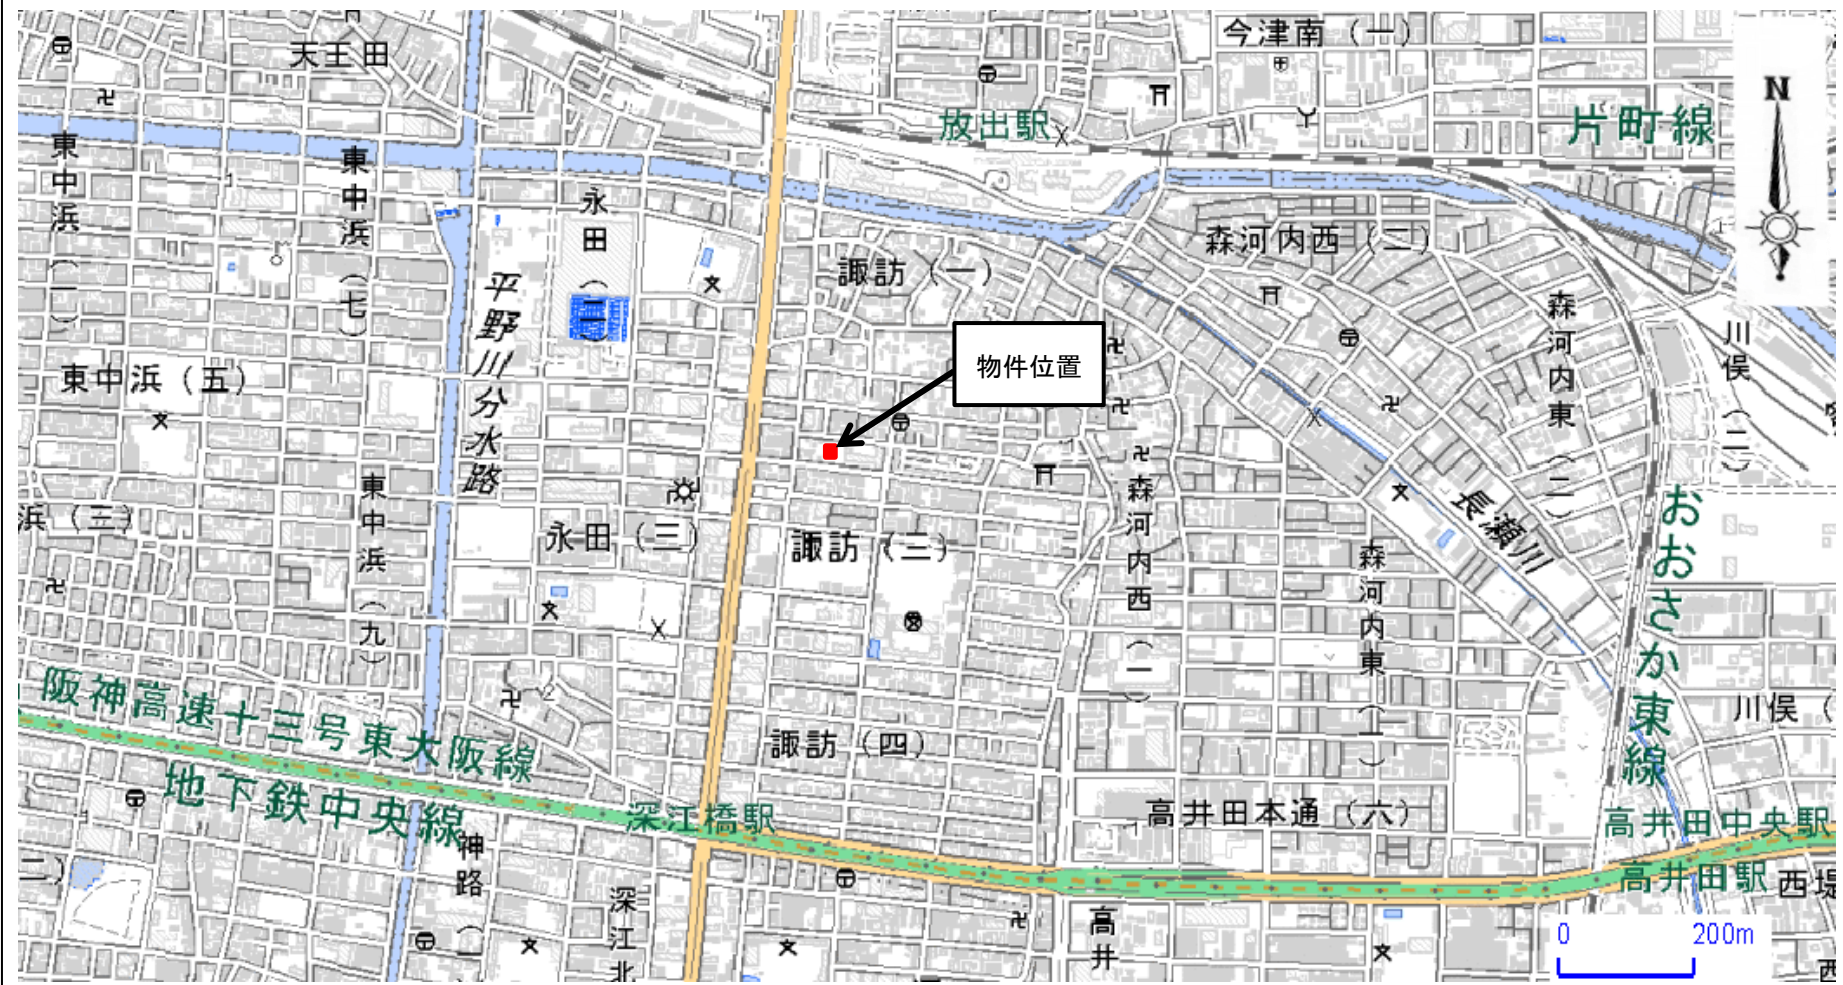 今津南（一）
天王田
N
放出駅
片町線
東中浜（一）
東中浜（七）
永田（二）
諏訪（一）
森河内西（三）
平野川分水路
森河内東（二）
川俣（二）
物件位置
東中浜（五）
東中浜（九）
浜（三）
永田（三）
諏訪（三）
森河内西（一）
長瀬川
おおさか東線
森河内東（一）
阪神高速十三号東大阪線
地下鉄中央線
諏訪（四）
川俣（
深江橋駅
高井田本通（六）
高井田中央駅
高井田駅
西堤
二）
神路（一
深江北
高井
0 200m
西